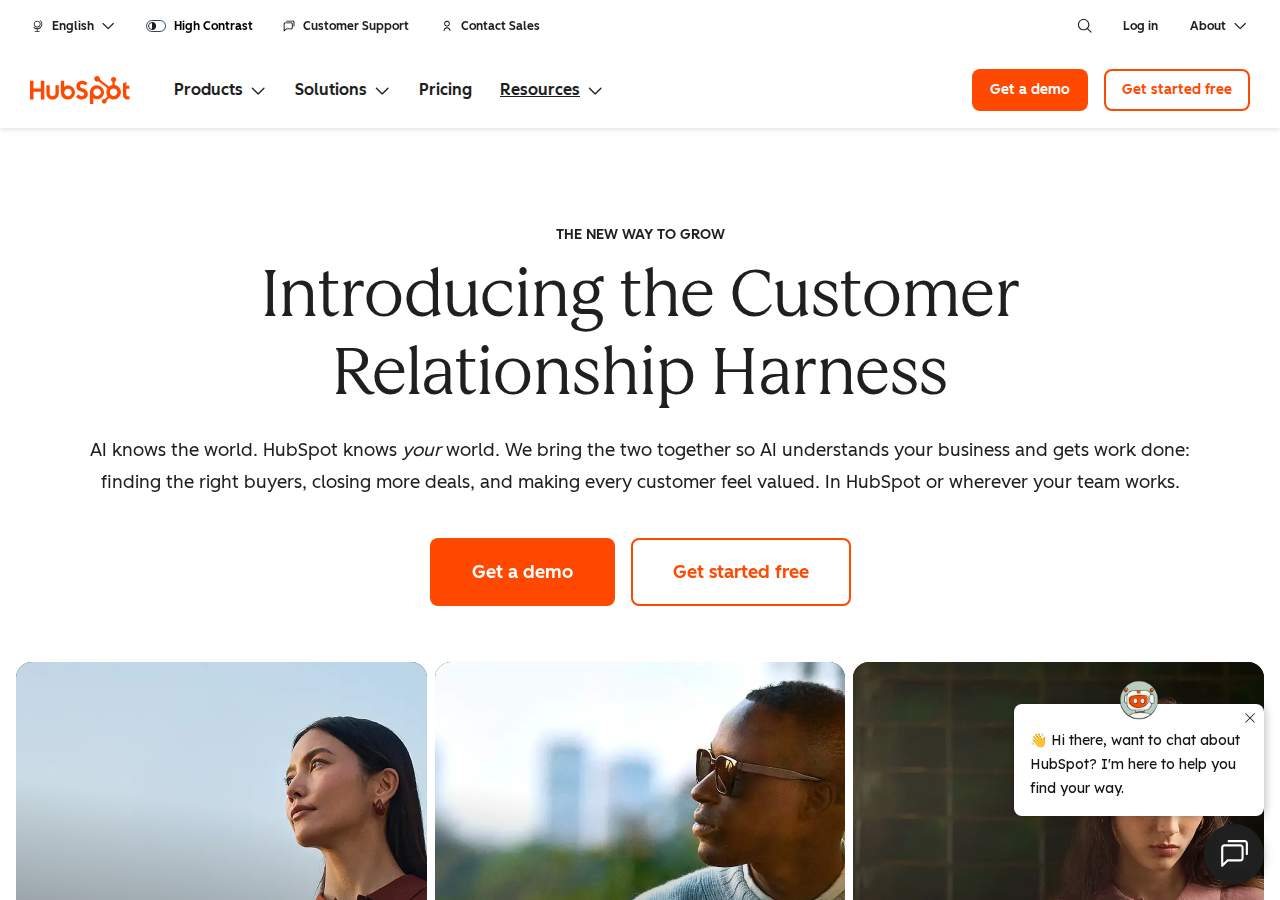 English
High Contrast
Customer Support
Contact Sales
Log in
About
HubSpot
Products
Solutions
Pricing
Resources
Get a demo
Get started free
THE NEW WAY TO GROW
Introducing the Customer
Relationship Harness
AI knows the world. HubSpot knows your world. We bring the two together so AI understands your business and gets work done:
finding the right buyers, closing more deals, and making every customer feel valued. In HubSpot or wherever your team works.
Get a demo
Get started free
👋 Hi there, want to chat about
HubSpot? I'm here to help you
find your way.